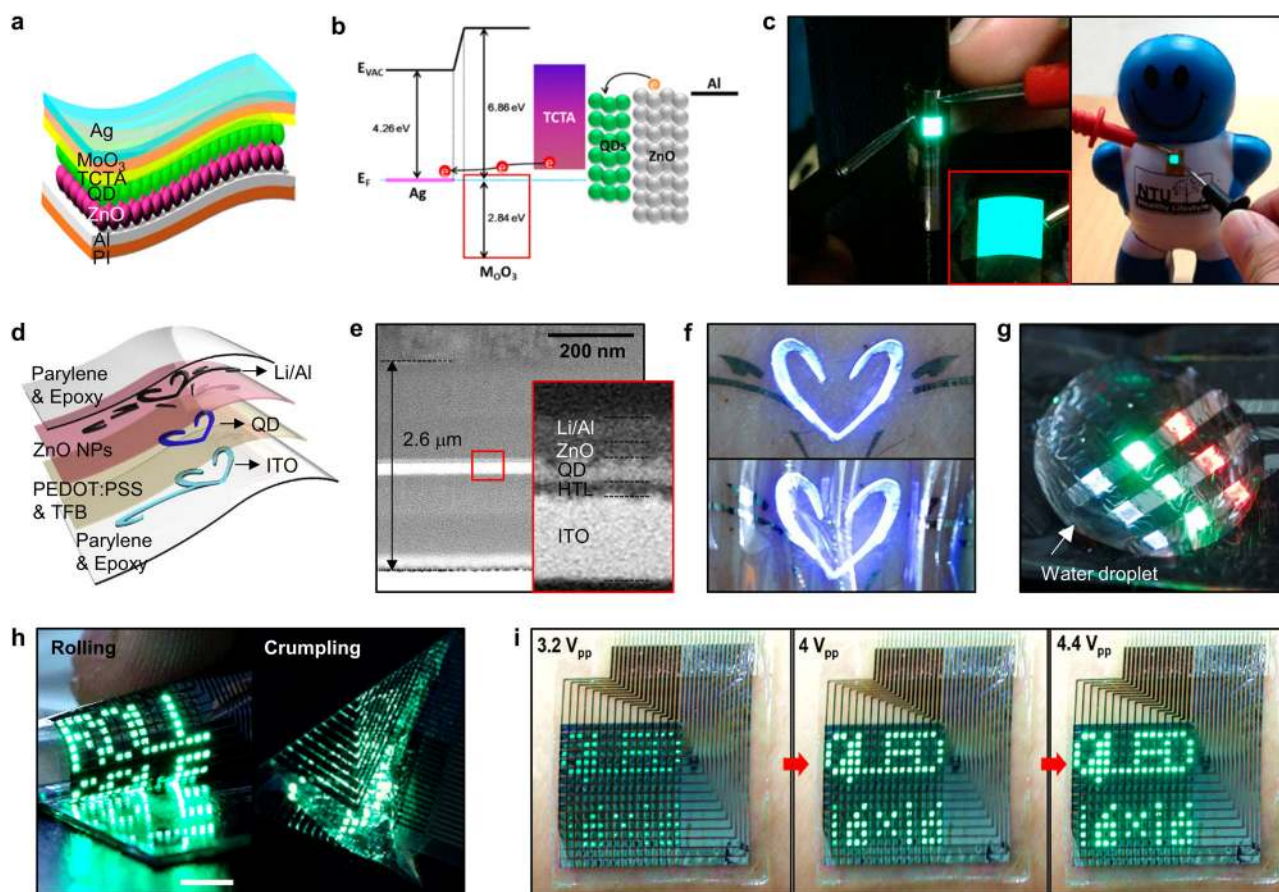 a
Ag
MoO3
TCTA
QD
ZnO
Al
PI
b
EVAC
4.26 eV
6.86 eV
TCTA
QDs
ZnO
Al
e
e
e
e
EF
Ag
2.84 eV
MoO3
c
NTU
Healthy Lifestyle
d
Parylene
& Epoxy
Li/Al
QD
ZnO NPs
ITO
PEDOT:PSS
& TFB
Parylene
& Epoxy
e
200 nm
2.6 μm
Li/Al
ZnO
QD
HTL
ITO
f
g
Water droplet
h
Rolling
Crumpling
i
3.2 Vpp
4 Vpp
4.4 Vpp